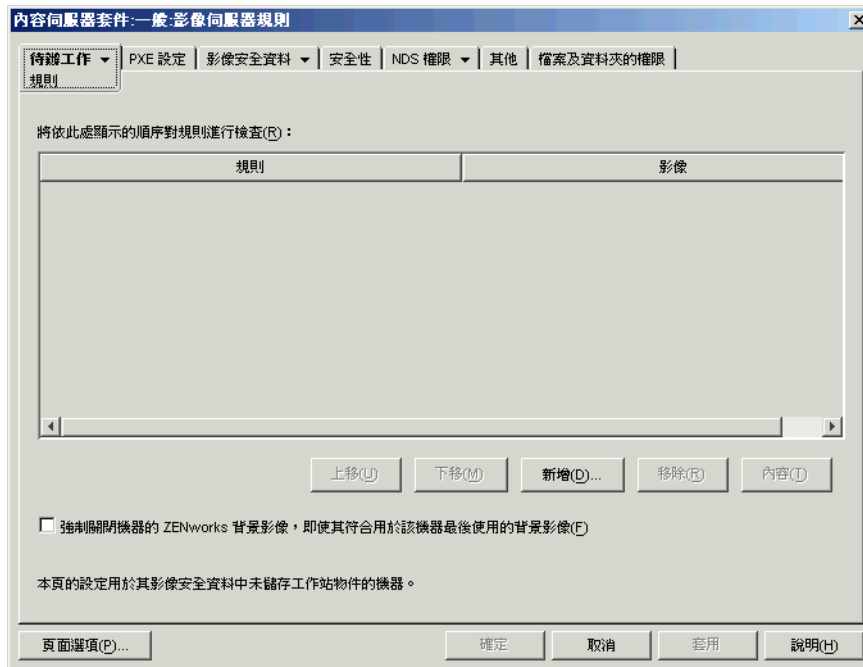 內容伺服器套件:一般:影像伺服器規則
待辦工作 PXE 設定 影像安全資料 安全性 NDS 權限 其他 檔案及資料夾的權限
規則
將依此處顯示的順序對規則進行檢查(R)：
規則 影像
上移(U) 下移(M) 新增(D)... 移除(R) 內容(T)
強制關閉機器的 ZENworks 背景影像，即使其符合用於該機器最後使用的背景影像(F)
本頁的設定用於其影像安全資料中未儲存工作站物件的機器。
頁面選項(P)... 確定 取消 套用 說明(H)